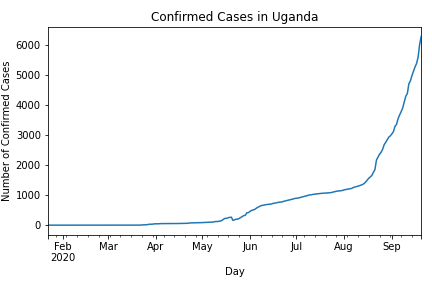 Confirmed Cases in Uganda
Number of Confirmed Cases
6000
5000
4000
3000
2000
1000
0
Feb Mar Apr May Jun Jul Aug Sep
2020
Day